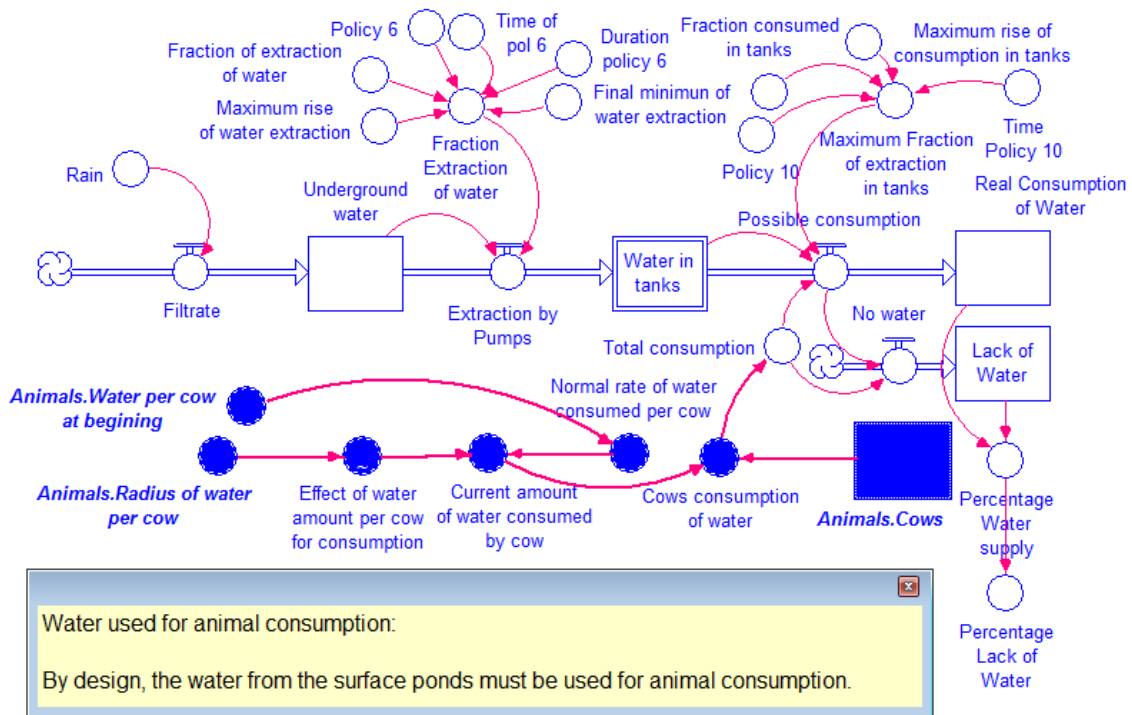 Policy 6
Time of
pol 6
Duration
policy 6
Fraction of extraction
of water
Maximum rise
of water extraction
Final minimun of
water extraction
Fraction
Extraction
of water
Fraction consumed
in tanks
Maximum rise of
consumption in tanks
Policy 10
Maximum Fraction
of extraction
in tanks
Time
Policy 10
Rain
Underground
water
Possible consumption
Real Consumption
of Water
Filtrate
Extraction by
Pumps
Water in
tanks
No water
Total consumption
Lack of
Water
Animals.Water per cow
at begining
Normal rate of water
consumed per cow
Animals.Radius of water
per cow
Effect of water
amount per cow
for consumption
Current amount
of water consumed
by cow
Cows consumption
of water
Animals.Cows
Percentage
Water
supply
Percentage
Lack of
Water
Water used for animal consumption:
By design, the water from the surface ponds must be used for animal consumption.